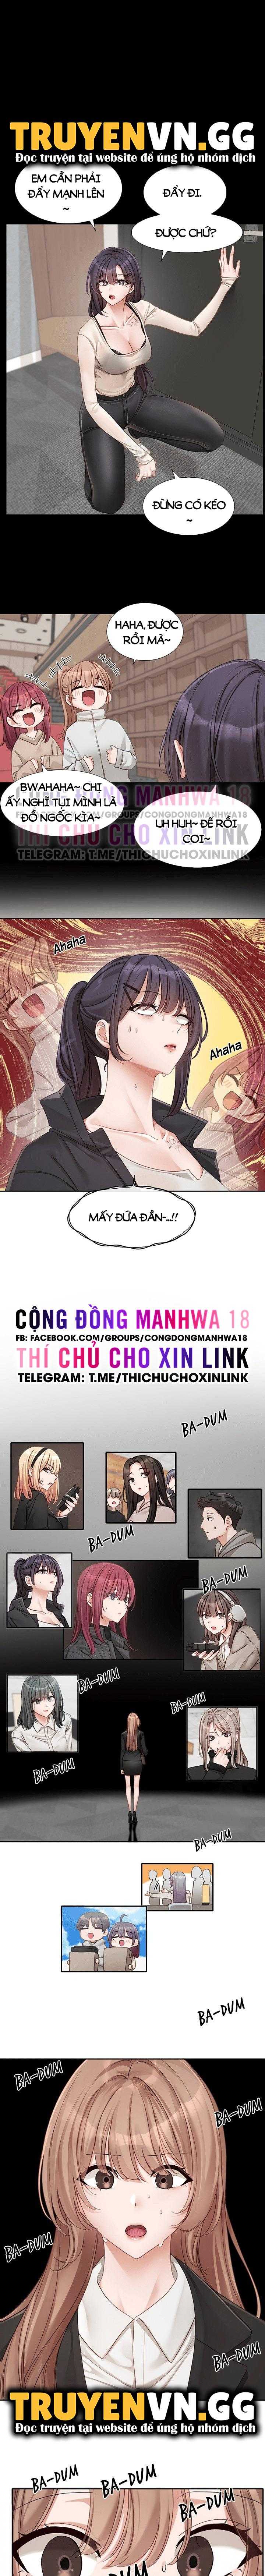 TRUYENVN.GG
Đọc truyện tại website để ủng hộ nhóm dịch
EM CẦN PHẢI
ĐẨY MẠNH LÊN
~
ĐẨY ĐI.
ĐƯỢC CHỨ?
ĐỪNG CÓ KÉO
~
HAHA, ĐƯỢC
RỒI MÀ~
BWAHAHA~ CHỊ
ẤY NGHĨ TỤI MÌNH LÀ
ĐỒ NGỐC KÌA~
UH HUH~ ĐỂ RỒI
COI~
CỘNG ĐỒNG MANHWA 18
THÍ CHỦ CHO XIN LINK
TELEGRAM: T.ME/THICHUCHOXINLINK
Ahaha
Ahaha
MẤY ĐỨA ĐẦN-...!!
CỘNG ĐỒNG MANHWA 18
FB: FACEBOOK.COM/GROUPS/CONGDONGMANHWA18
THÍ CHỦ CHO XIN LINK
TELEGRAM: T.ME/THICHUCHOXINLINK
BA-DUM
BA-DUM
BA-DUM
BA-DUM
BA-DUM
BA-DUM
BA-DUM
BA-DUM
BA-DUM
BA-DUM
BA-DUM
BA-DUM
TRUYENVN.GG
Đọc truyện tại website để ủng hộ nhóm dịch
BA-DUM
BA-DUM
BA-DUM